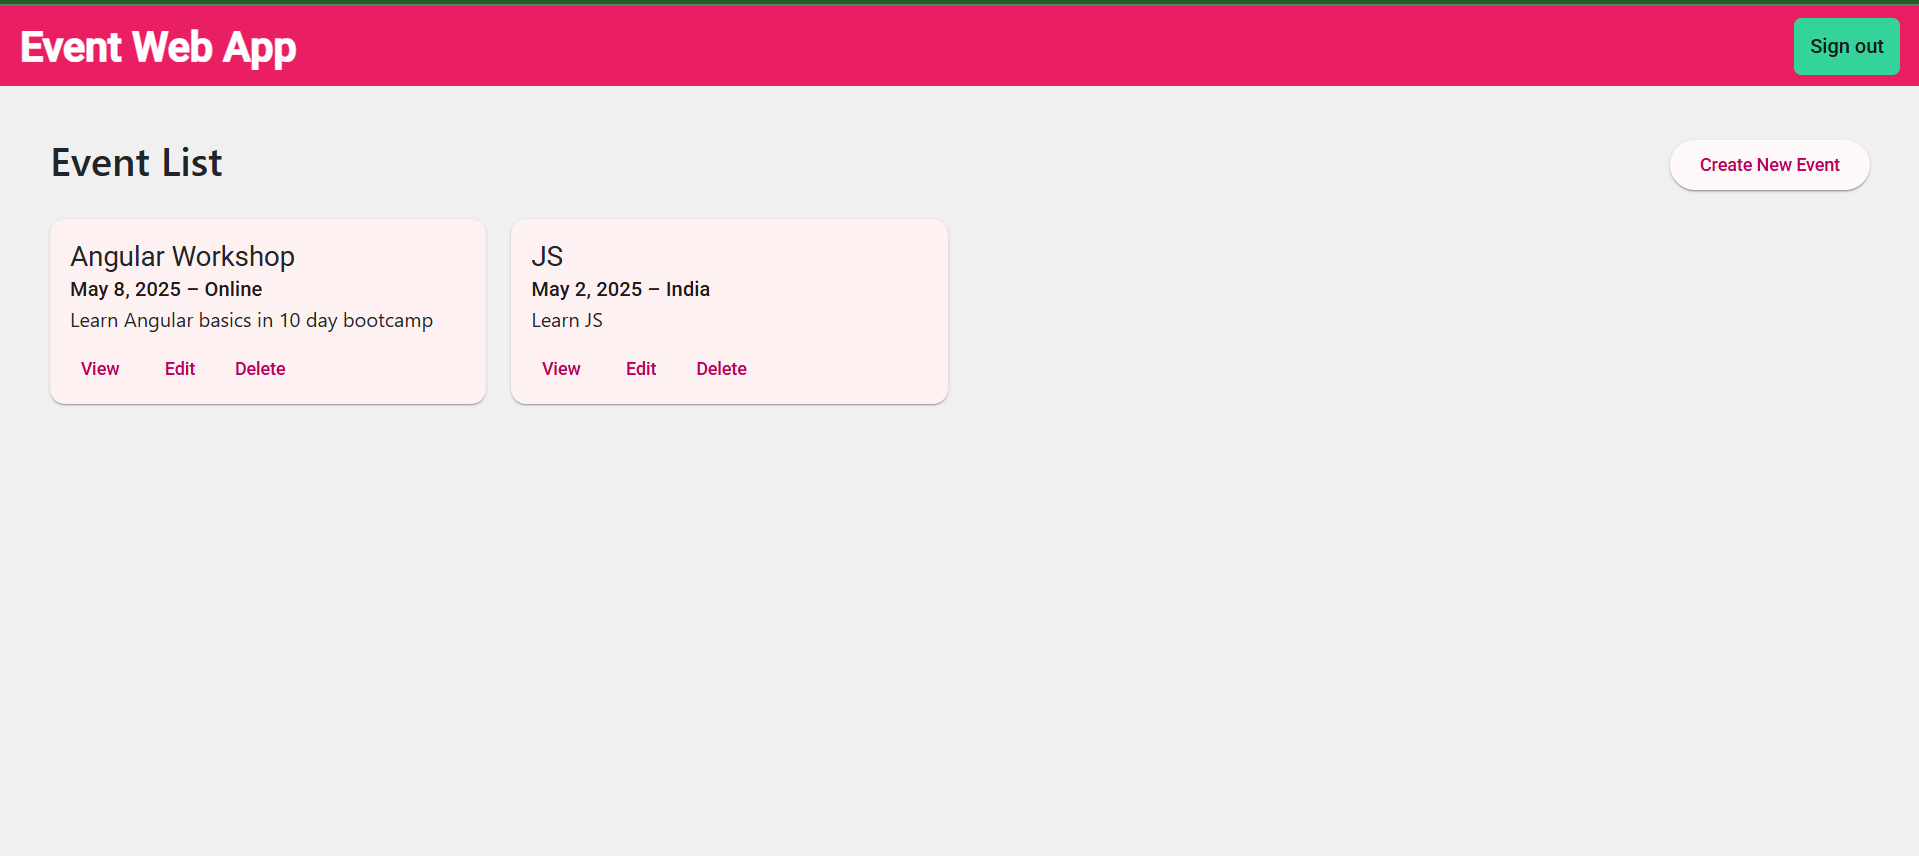 Event Web App
Sign out
Event List
Create New Event
Angular Workshop
May 8, 2025 – Online
Learn Angular basics in 10 day bootcamp
View Edit Delete
JS
May 2, 2025 – India
Learn JS
View Edit Delete